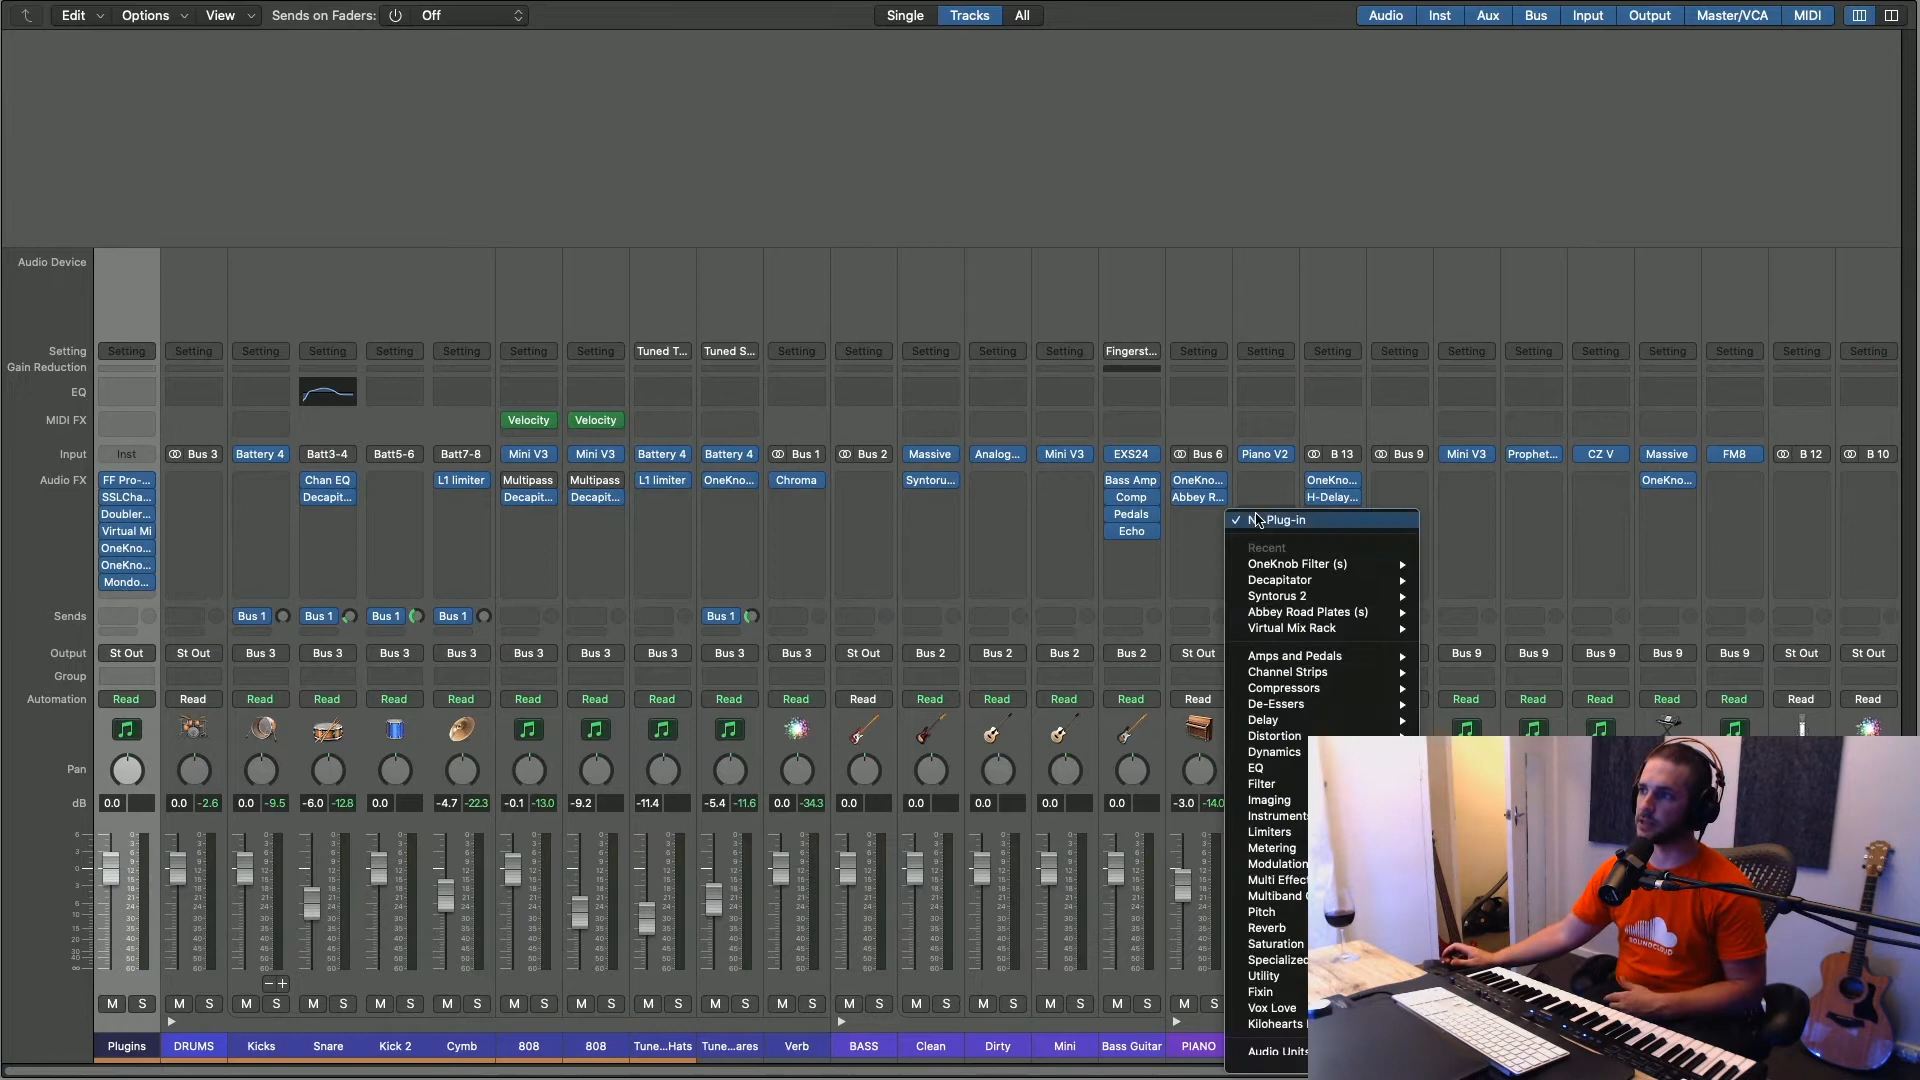 Edit Options View Sends on Faders: Off Single Tracks All Audio Inst Aux Bus Input Output Master/VCA MIDI
Audio Device
Setting Setting Setting Setting Setting Setting Setting Setting Setting Tuned T... Tuned S... Setting Setting Setting Setting Setting Fingerst... Setting Setting Setting Setting Setting Setting Setting Setting Setting Setting Setting
Gain Reduction
EQ
MIDI FX Velocity Velocity
Input Inst Bus 3 Battery 4 Batt3-4 Batt5-6 Batt7-8 Mini V3 Mini V3 Battery 4 Battery 4 Bus 1 Bus 2 Massive Analog... Mini V3 EXS24 Bus 6 Piano V2 B 13 Bus 9 Mini V3 Prophet... CZ V Massive FM8 B 12 B 10
Audio FX FF Pro-... Chan EQ L1 limiter Multipass Multipass L1 limiter OneKno... Chroma Syntoru... Bass Amp OneKno... OneKno... OneKno...
SSLCha... Decapit... Decapit... Decapit... Comp Abbey R... H-Delay...
Doubler... Pedals
Virtual Mi Echo
OneKno...
OneKno...
Mondo...
Plug-in
Recent
OneKnob Filter (s)
Decapitator
Syntorus 2
Abbey Road Plates (s)
Virtual Mix Rack
Amps and Pedals
Channel Strips
Compressors
De-Essers
Delay
Distortion
Dynamics
EQ
Filter
Imaging
Instruments
Limiters
Metering
Modulation
Multi Effect
Multiband
Pitch
Reverb
Saturation
Specialized
Utility
Fixin
Vox Love
Kilohearts
Audio Units
Sends Bus 1 Bus 1 Bus 1 Bus 1 Bus 1
Output St Out St Out Bus 3 Bus 3 Bus 3 Bus 3 Bus 3 Bus 3 Bus 3 Bus 3 Bus 3 St Out Bus 2 Bus 2 Bus 2 Bus 2 St Out Bus 9 Bus 9 Bus 9 Bus 9 Bus 9 St Out St Out
Group
Automation Read Read Read Read Read Read Read Read Read Read Read Read Read Read Read Read Read Read Read Read Read Read Read Read
Pan
dB 0.0 0.0 -2.6 0.0 -9.5 -6.0 -12.8 0.0 -4.7 -22.3 -0.1 -13.0 -9.2 -11.4 -5.4 -11.6 0.0 -34.3 0.0 0.0 0.0 0.0 0.0 -3.0 -14.0
M S M S M S M S M S M S M S M S M S M S M S M S M S M S M S M S M S
Plugins DRUMS Kicks Snare Kick 2 Cymb 808 808 Tune...Hats Tune...ares Verb BASS Clean Dirty Mini Bass Guitar PIANO
SOUNDCLOUD